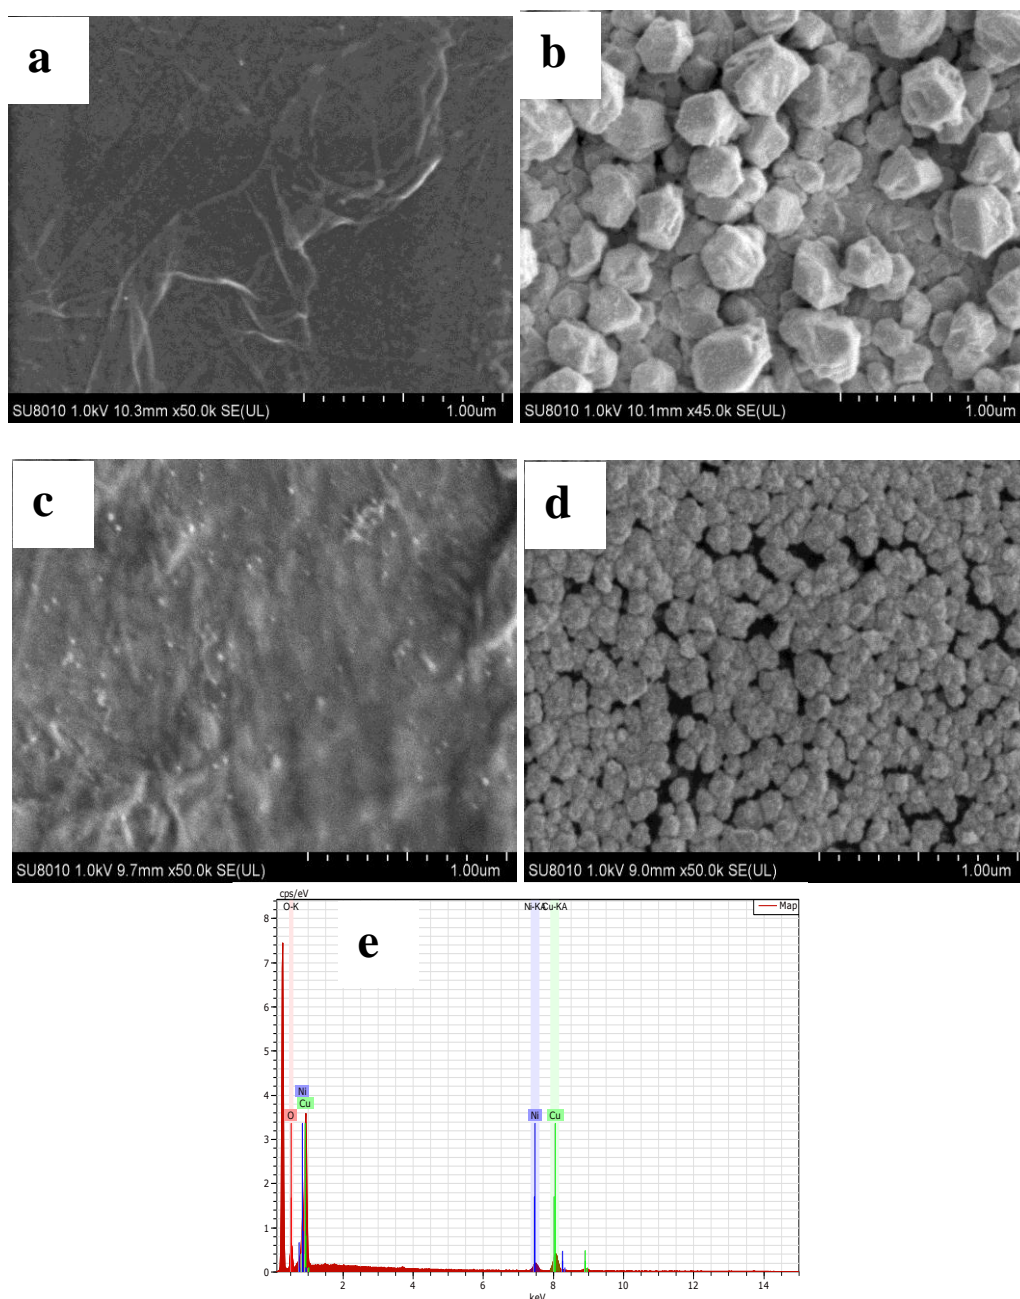 a
b
SU8010 1.0kV 10.3mm x50.0k SE(UL) 1.00um
SU8010 1.0kV 10.1mm x45.0k SE(UL) 1.00um
c
d
SU8010 1.0kV 9.7mm x50.0k SE(UL) 1.00um
SU8010 1.0kV 9.0mm x50.0k SE(UL) 1.00um
cps/eV
O-K
Ni-KA
Cu-KA
Map
e
8
7
6
5
4
3
2
1
0
Ni
Cu
O
Ni
Cu
2 4 6 8 10 12 14
keV